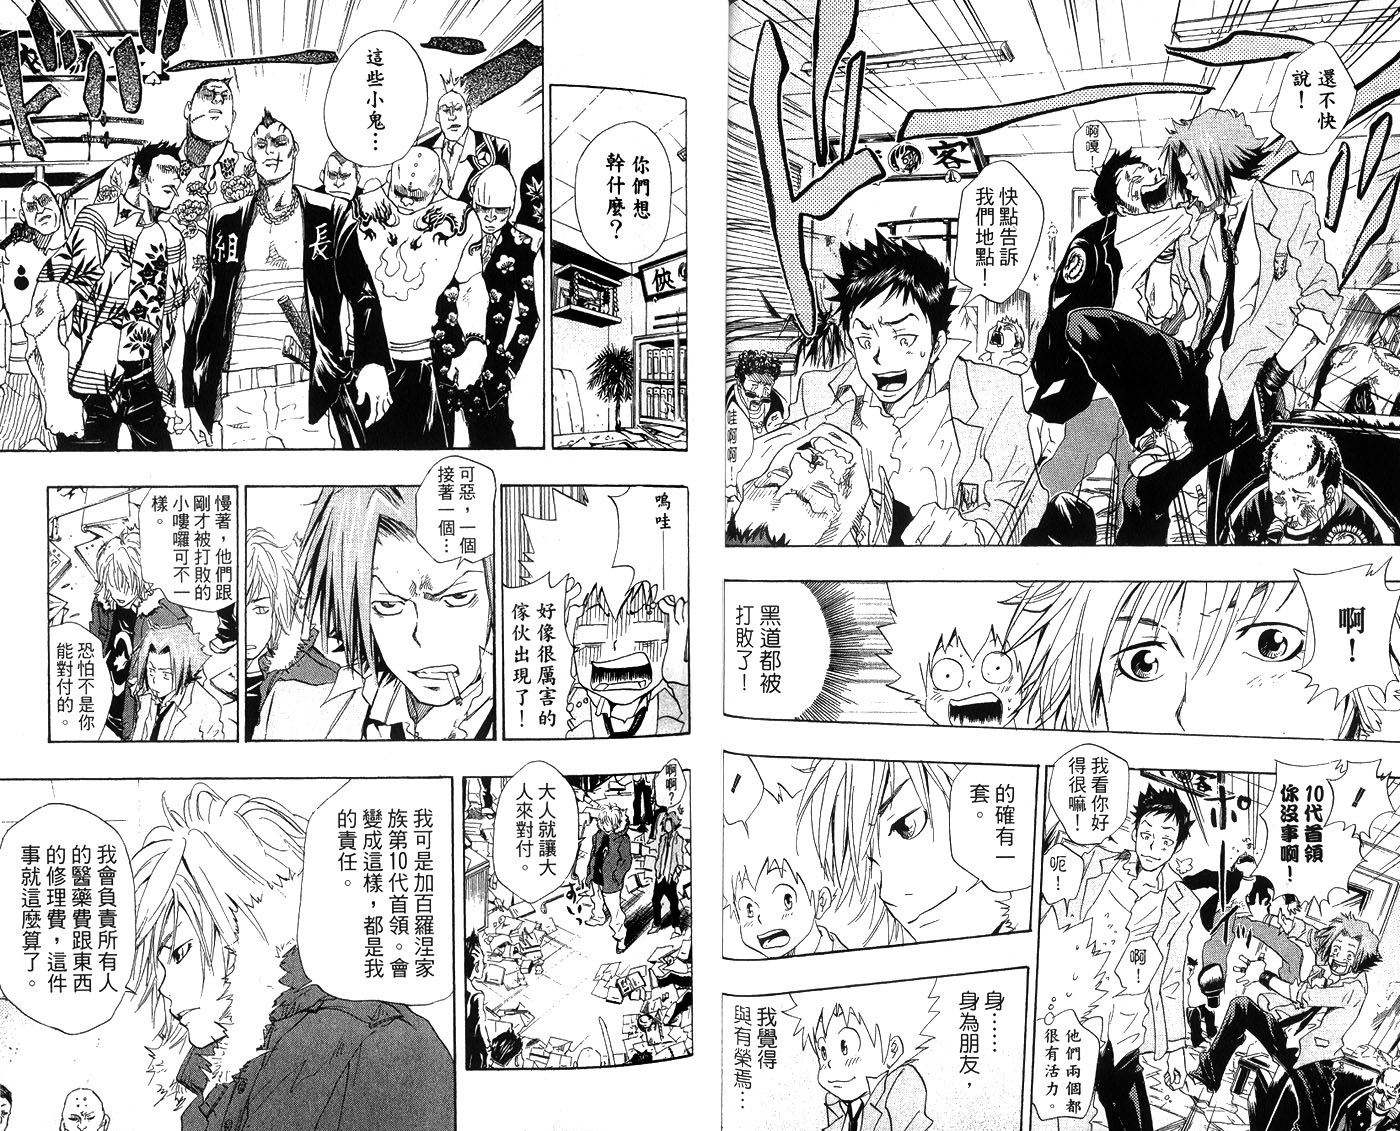 還不快
說！
啊嘎！
快點告訴
我們地點！
客
哇啊啊！
啊！
黑道都被
打敗了！
10代首領
你沒事啊！
我看你好
得很嘛！
呃！
啊！
他們兩個都
很有活力。
的確有一
套。
身……
身為朋友，
我覺得
與有榮焉…
你們想
幹什麼？
俠
這些小鬼…
組長
嗚哇
好像很厲害的
傢伙出現了！
可惡，一個
接著一個…
慢著，他們跟
剛才被打敗的
小嘍囉可不一
樣。
恐怕不是你
能對付的。
啊啊！
大人就讓大
人來對付。
我可是加百羅涅家
族第10代首領。會
變成這樣，都是我
的責任。
我會負責所有人
的醫藥費跟東西
的修理費，這件
事就這麼算了。